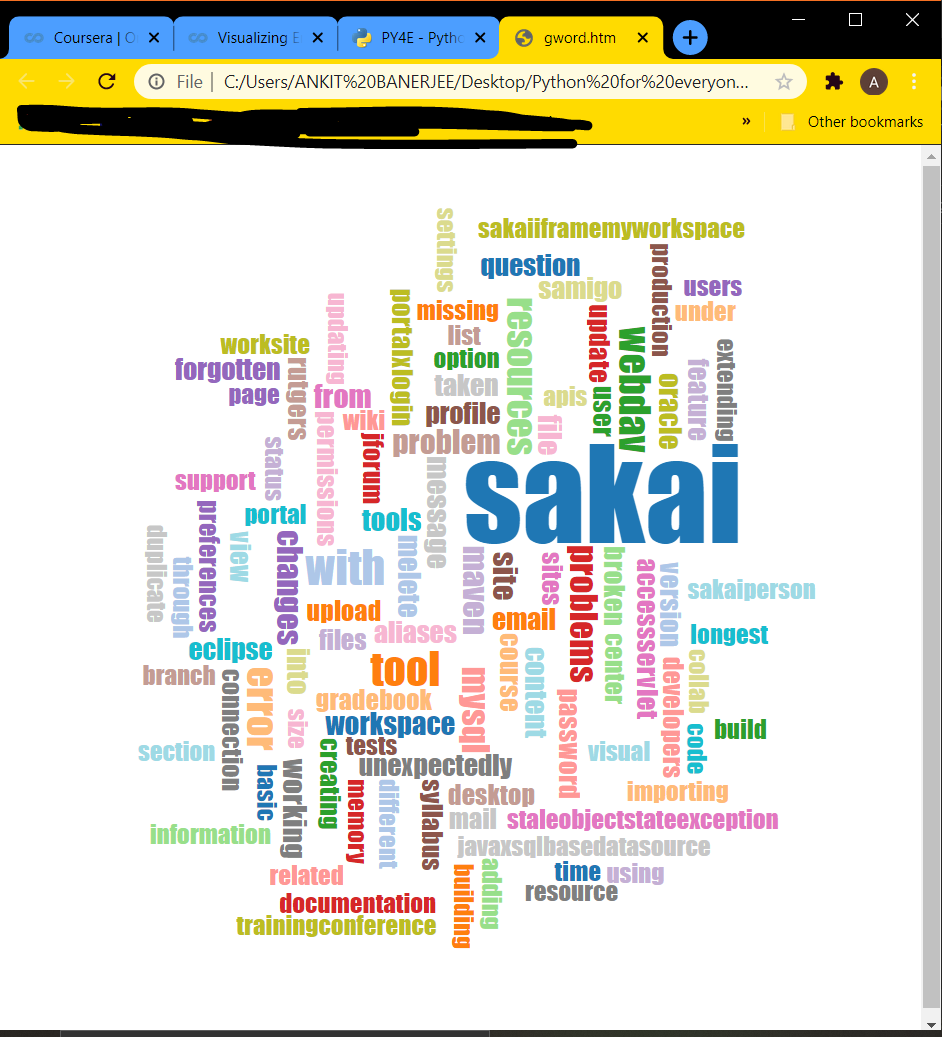 Coursera | O
Visualizing E
PY4E - Pytho
gword.htm
File | C:/Users/ANKIT%20BANERJEE/Desktop/Python%20for%20everyon...
A
» Other bookmarks
settings
sakaiiframemyworkspace
question
production
samigo
users
updating
portalxlogin
missing
resources
update
under
list
worksite
webdav
option
extending
forgotten
rutgers
taken
feature
page
from
apis
user
oracle
profile
wiki
file
permissions
problem
jforum
status
sakai
message
support
preferences
portal
tools
duplicate
view
changes
melete
through
with
maven
site
sites
problems
broken
accessservlet
version
sakaiperson
upload
email
aliases
files
center
longest
eclipse
into
course
content
collab
tool
branch
connection
error
mysql
developers
gradebook
password
size
workspace
code
build
creating
tests
section
visual
working
unexpectedly
basic
memory
different
syllabus
desktop
importing
mail
staleobjectstateexception
information
javaxsqlbasedatasource
building
adding
related
time
using
resource
documentation
trainingconference